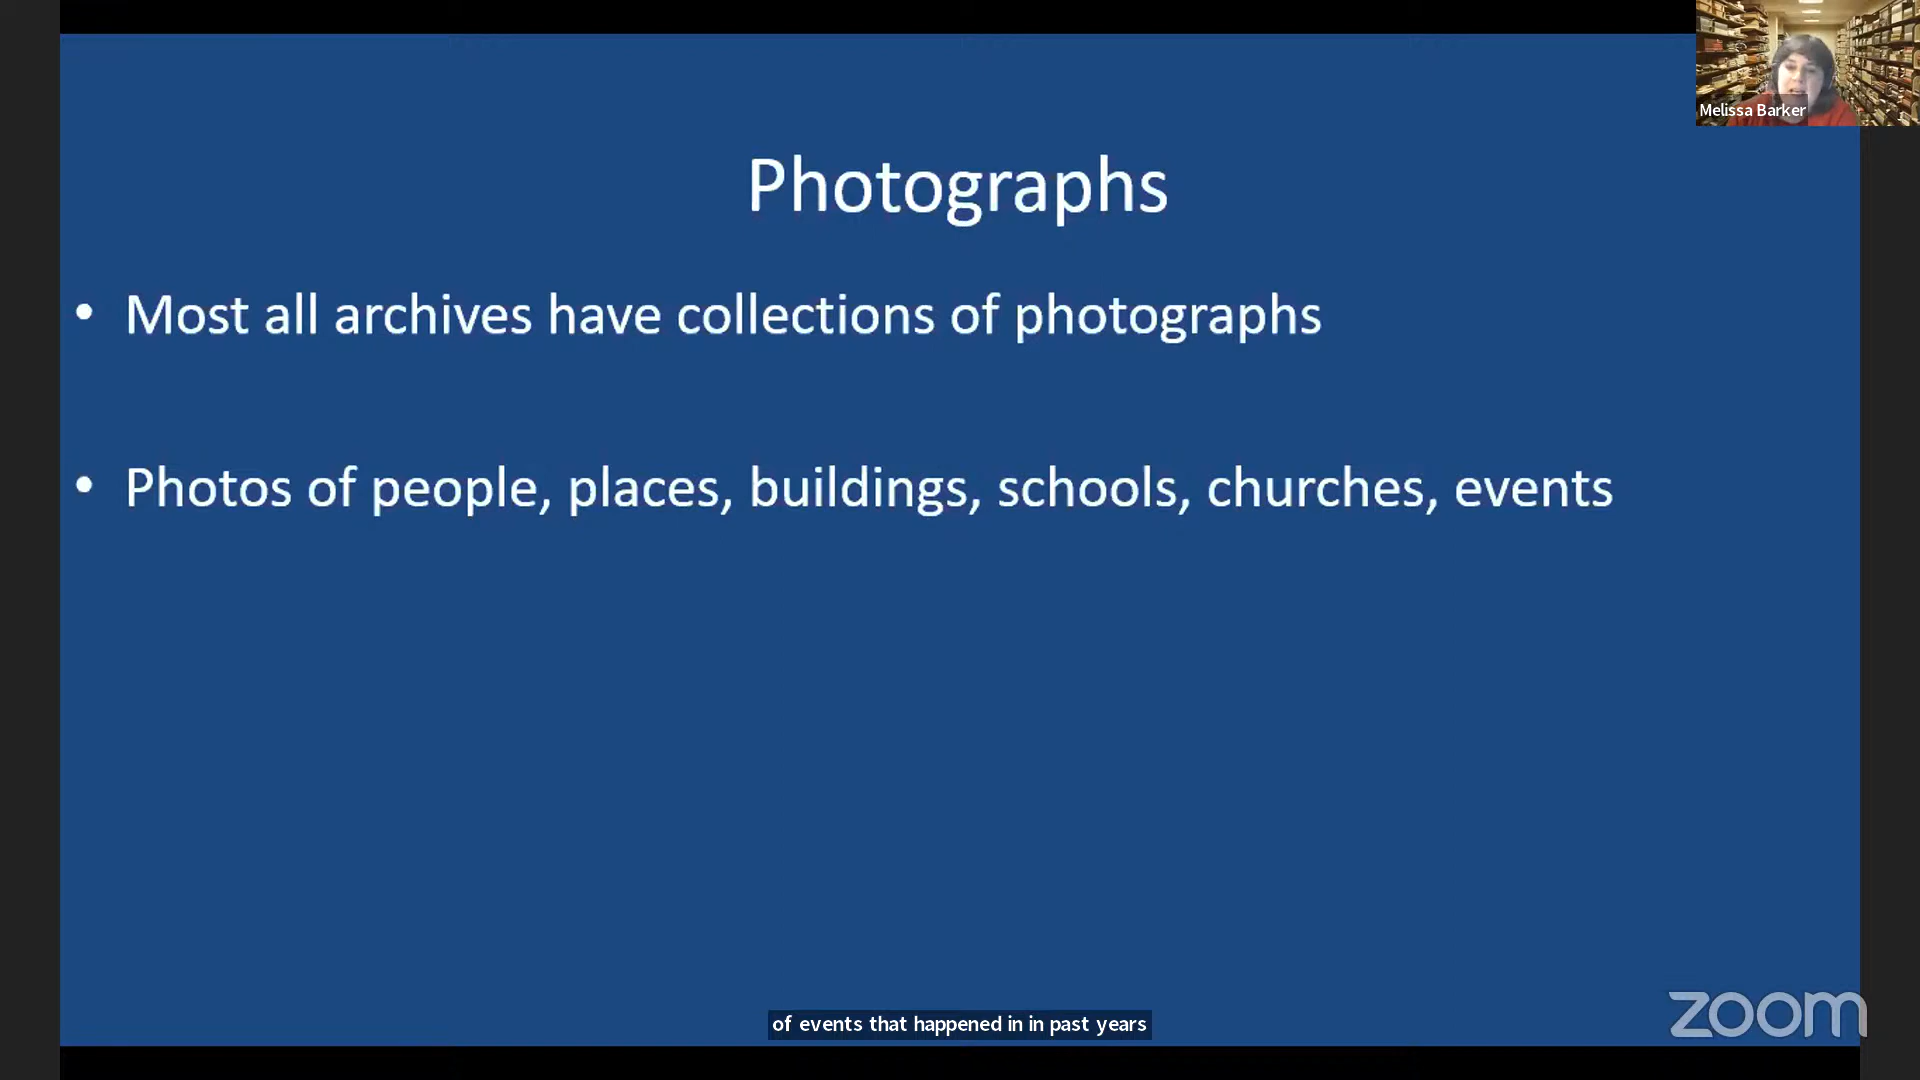 Melissa Barker
Photographs
• Most all archives have collections of photographs
• Photos of people, places, buildings, schools, churches, events
of events that happened in in past years
zoom